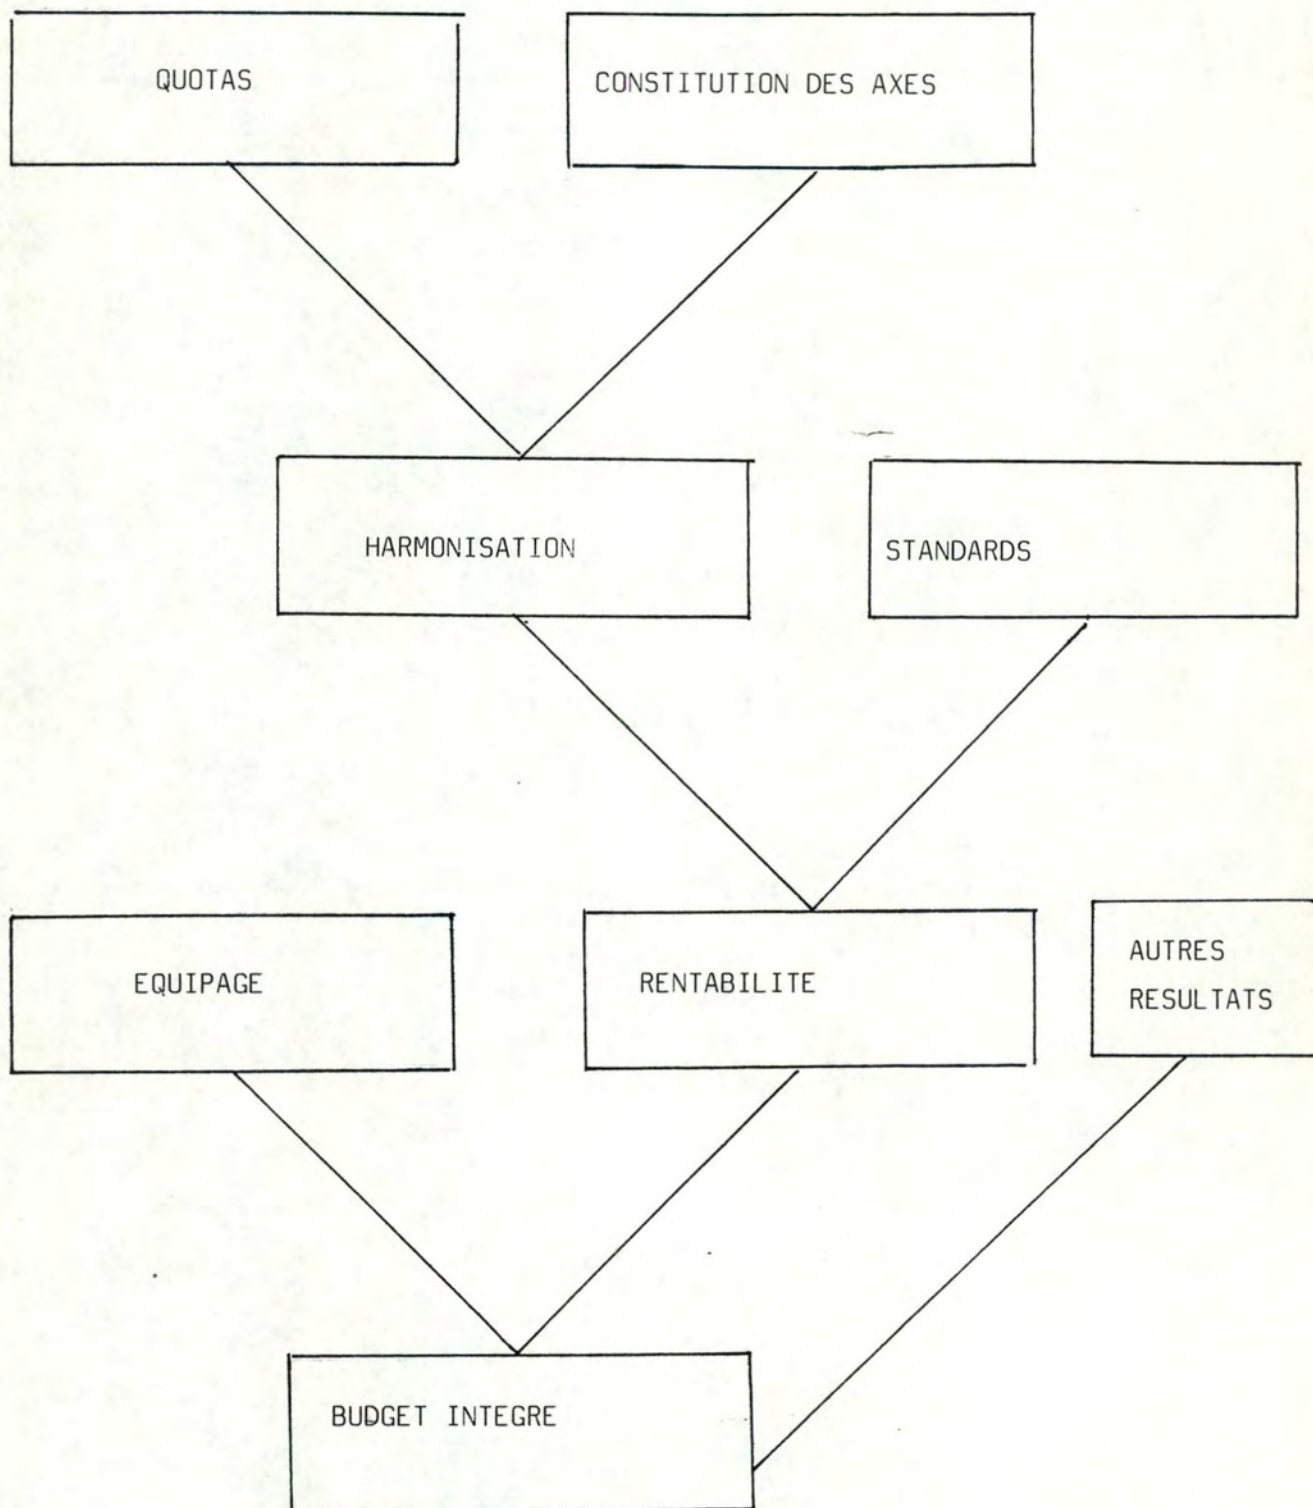 QUOTAS
CONSTITUTION DES AXES
HARMONISATION
STANDARDS
EQUIPAGE
RENTABILITE
AUTRES
RESULTATS
BUDGET INTEGRE